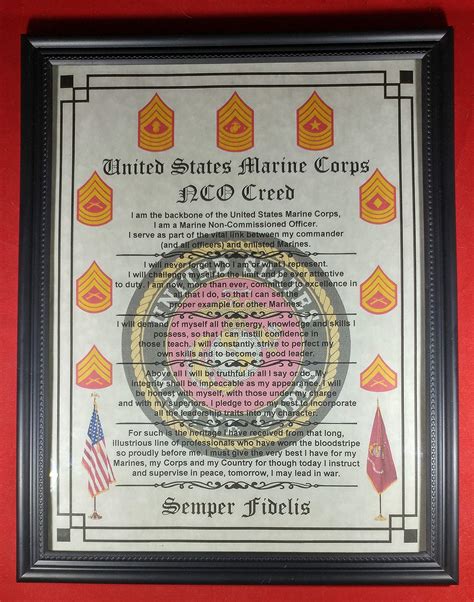 United States Marine Corps
NCO Creed
I am the backbone of the United States Marine Corps,
I am a Marine Non-Commissioned Officer.
I serve as part of the vital link between my commander
(and all officers) and enlisted Marines.
I will never forget who I am or what I represent.
I will challenge myself to the limit and be ever attentive
to duty. I am now, more than ever, committed to excellence in
all that I do, so that I can set the
proper example for other Marines.
I will demand of myself all the energy, knowledge and skills I
possess, so that I can instill confidence in
those I teach. I will constantly strive to perfect my
own skills and to become a good leader.
Above all I will be truthful in all I say or do. My
integrity shall be impeccable as my appearance. I will
be honest with myself, with those under my charge
and with my superiors. I pledge to do my best to incorporate
all the leadership traits into my character.
For such is the heritage I have received from that long,
illustrious line of professionals who have worn the bloodstripe
so proudly before me. I must give the very best I have for my
Marines, my Corps and my Country for though today I instruct
and supervise in peace, tomorrow, I may lead in war.
Semper Fidelis